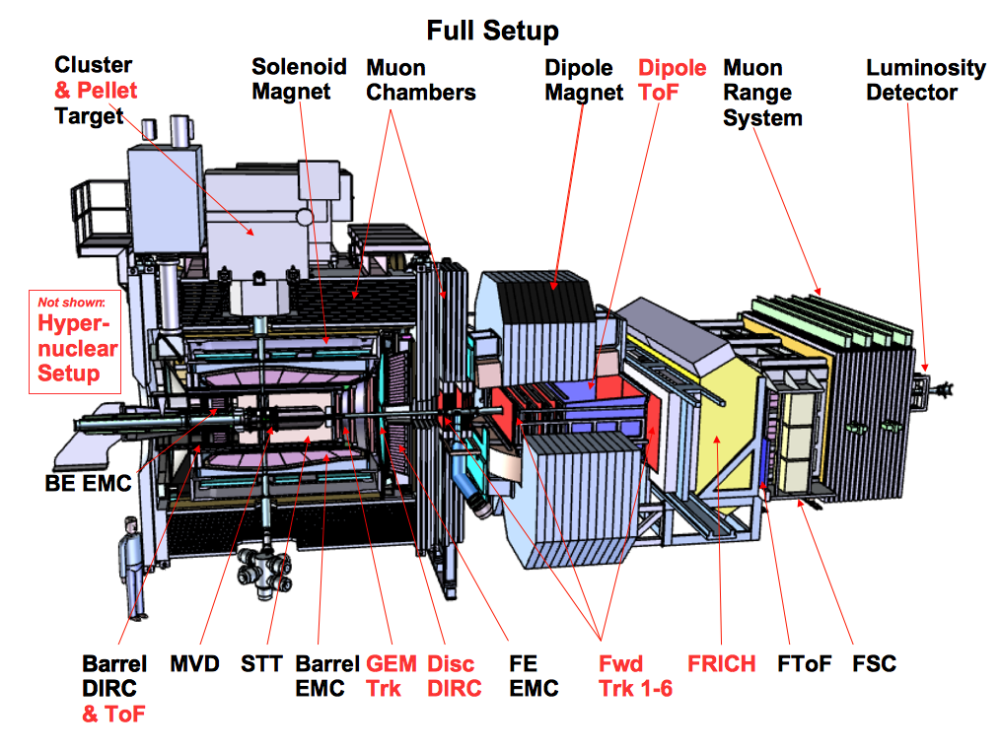 Full Setup
Cluster
& Pellet
Target
Solenoid
Magnet
Muon
Chambers
Dipole
Magnet
Dipole
ToF
Muon
Range
System
Luminosity
Detector
Not shown:
Hyper-
nuclear
Setup
BE EMC
Barrel
DIRC
& ToF
MVD
STT
Barrel
EMC
GEM
Trk
Disc
DIRC
FE
EMC
Fwd
Trk 1-6
FRICH
FToF
FSC